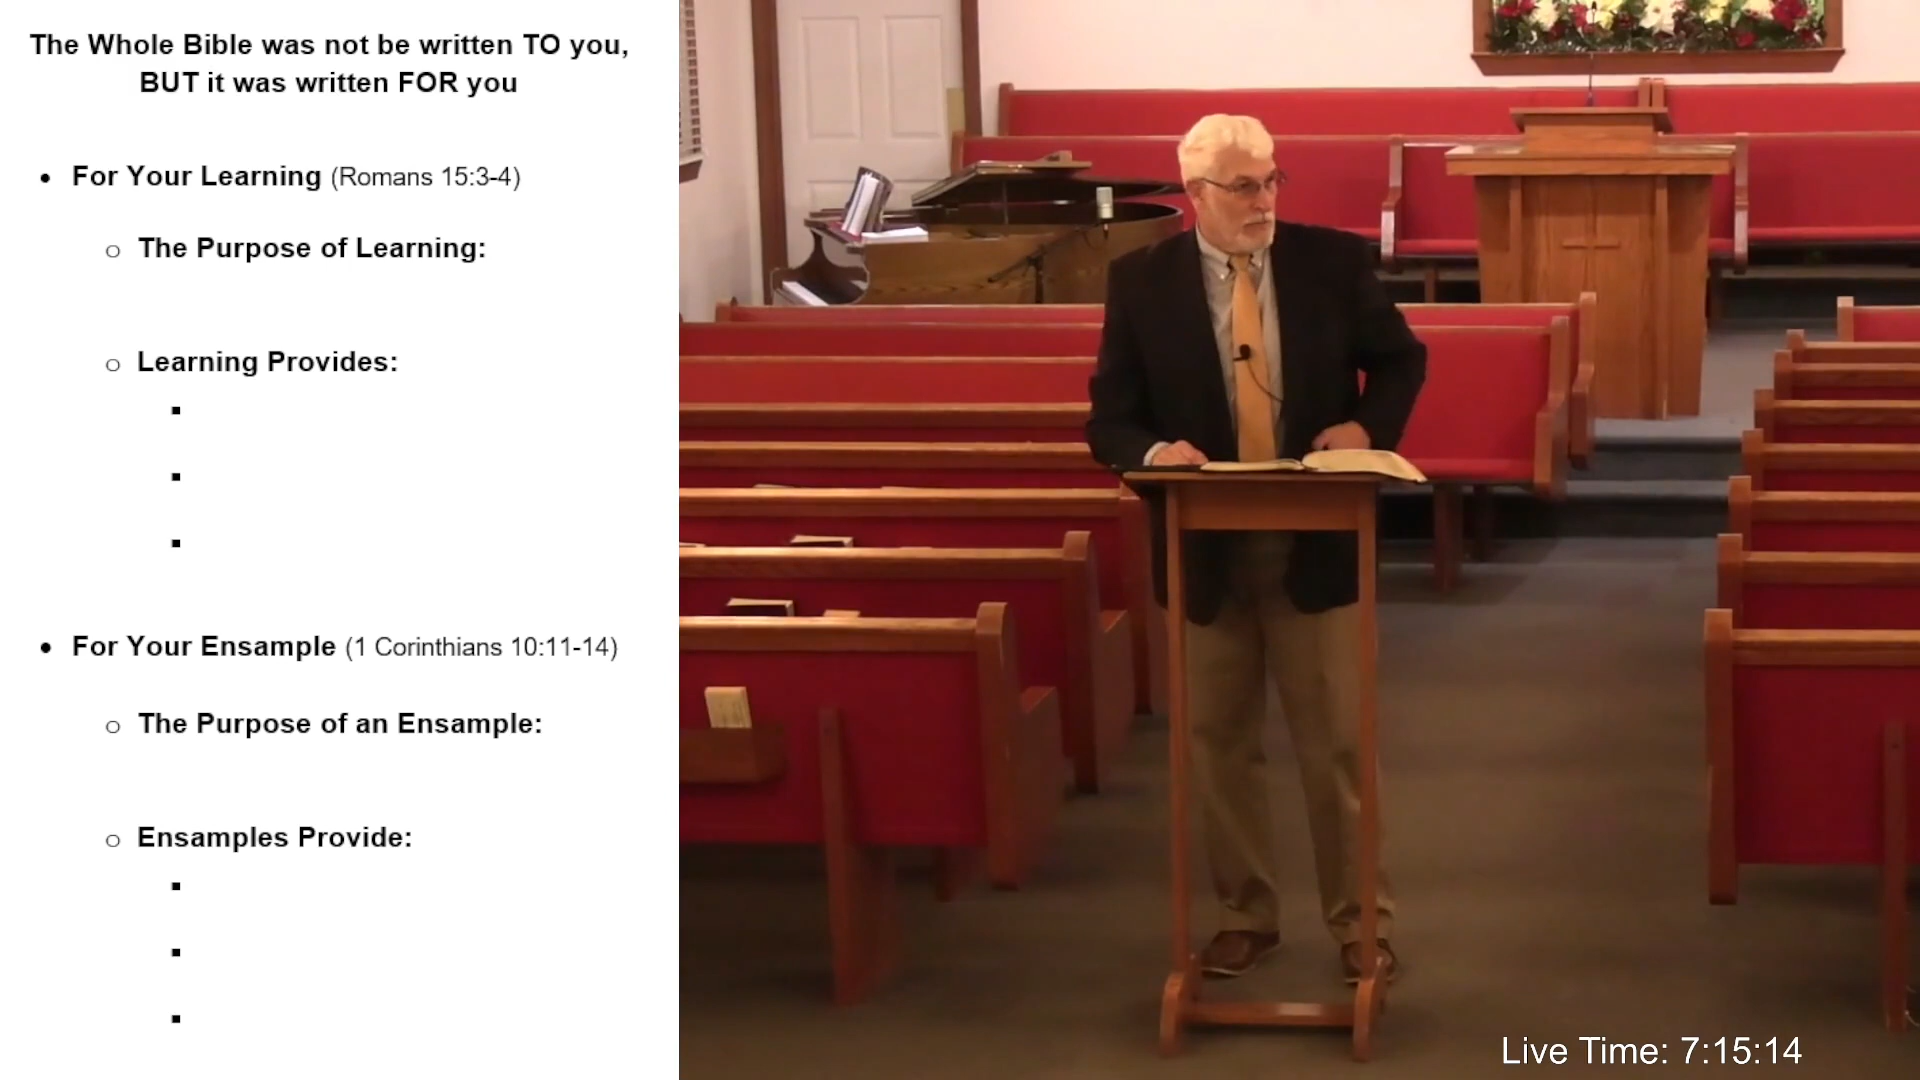 The Whole Bible was not be written TO you,
BUT it was written FOR you
• For Your Learning (Romans 15:3-4)
o The Purpose of Learning:
o Learning Provides:
▪
▪
▪
• For Your Ensample (1 Corinthians 10:11-14)
o The Purpose of an Ensample:
o Ensamples Provide:
▪
▪
▪
Live Time: 7:15:14